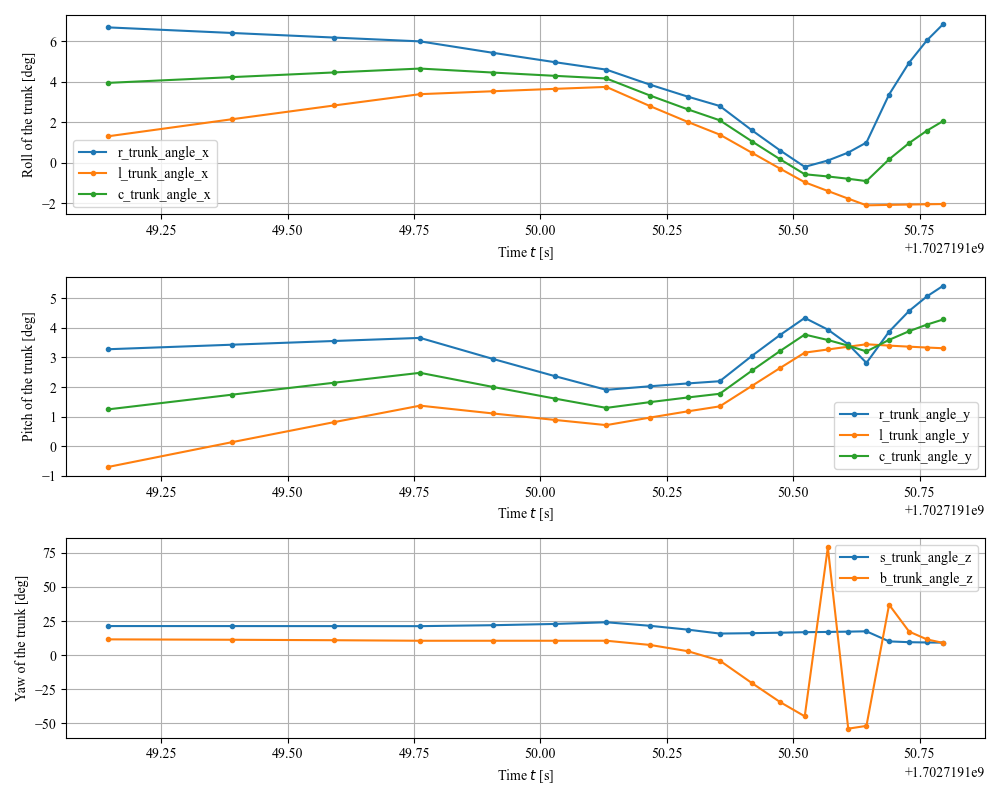 Roll of the trunk [deg]
6
4
2
0
−2
r_trunk_angle_x
l_trunk_angle_x
c_trunk_angle_x
49.25 49.50 49.75 50.00 50.25 50.50 50.75
Time t [s]
+1.7027191e9
Pitch of the trunk [deg]
5
4
3
2
1
0
−1
r_trunk_angle_y
l_trunk_angle_y
c_trunk_angle_y
49.25 49.50 49.75 50.00 50.25 50.50 50.75
Time t [s]
+1.7027191e9
Yaw of the trunk [deg]
75
50
25
0
−25
−50
s_trunk_angle_z
b_trunk_angle_z
49.25 49.50 49.75 50.00 50.25 50.50 50.75
Time t [s]
+1.7027191e9